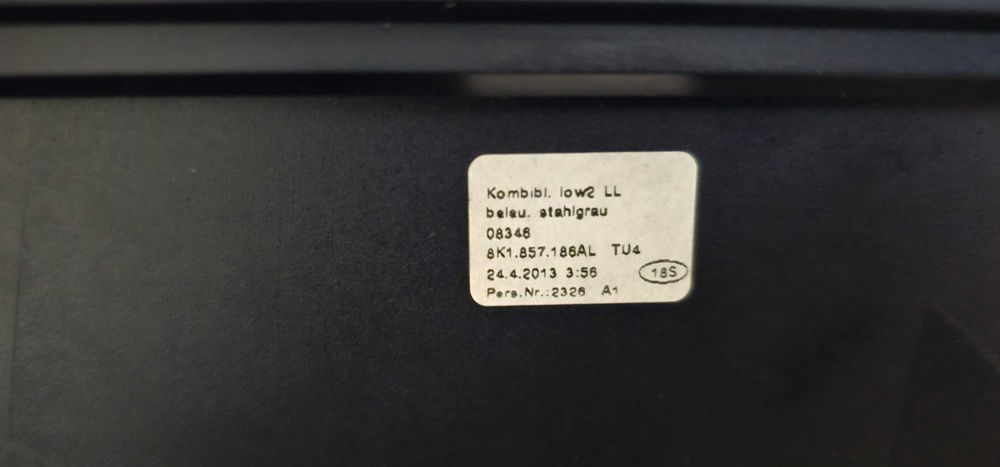 Kombibl. low2 LL
beleu. stahlgrau
08346
8K1.857.186AL TU4
24.4.2013 3:56 18S
Pers.Nr.:2326 A1